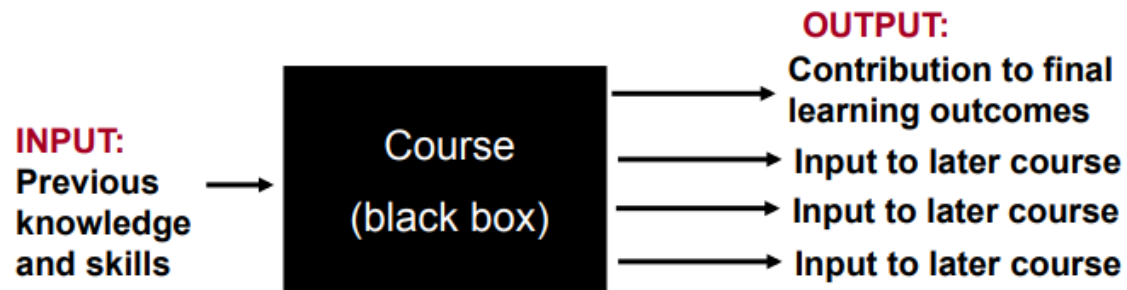 INPUT:
Previous
knowledge
and skills
Course
(black box)
OUTPUT:
Contribution to final
learning outcomes
Input to later course
Input to later course
Input to later course